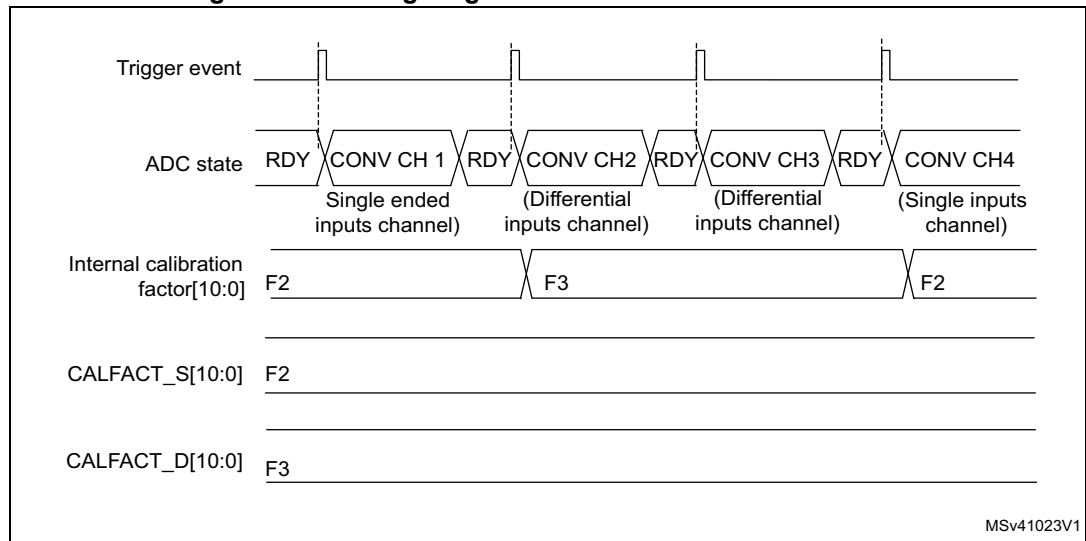 Trigger event
ADC state
RDY
CONV CH 1
RDY
CONV CH2
RDY
CONV CH3
RDY
CONV CH4
Single ended
inputs channel)
(Differential
inputs channel)
(Differential
inputs channel)
(Single inputs
channel)
Internal calibration
factor[10:0]
F2
F3
F2
CALFACT_S[10:0]
F2
CALFACT_D[10:0]
F3
MSv41023V1